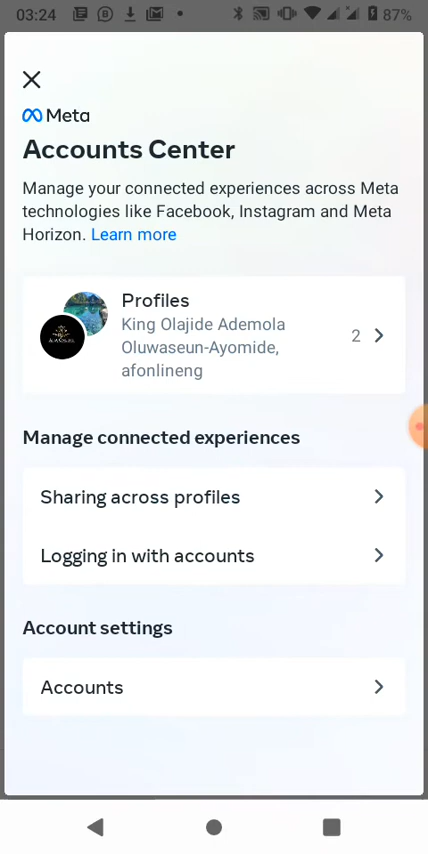 03:24
87%
Meta
Accounts Center
Manage your connected experiences across Meta
technologies like Facebook, Instagram and Meta
Horizon. Learn more
Profiles
King Olajide Ademola
Oluwaseun-Ayomide,
afonlineng
2
Manage connected experiences
Sharing across profiles
Logging in with accounts
Account settings
Accounts